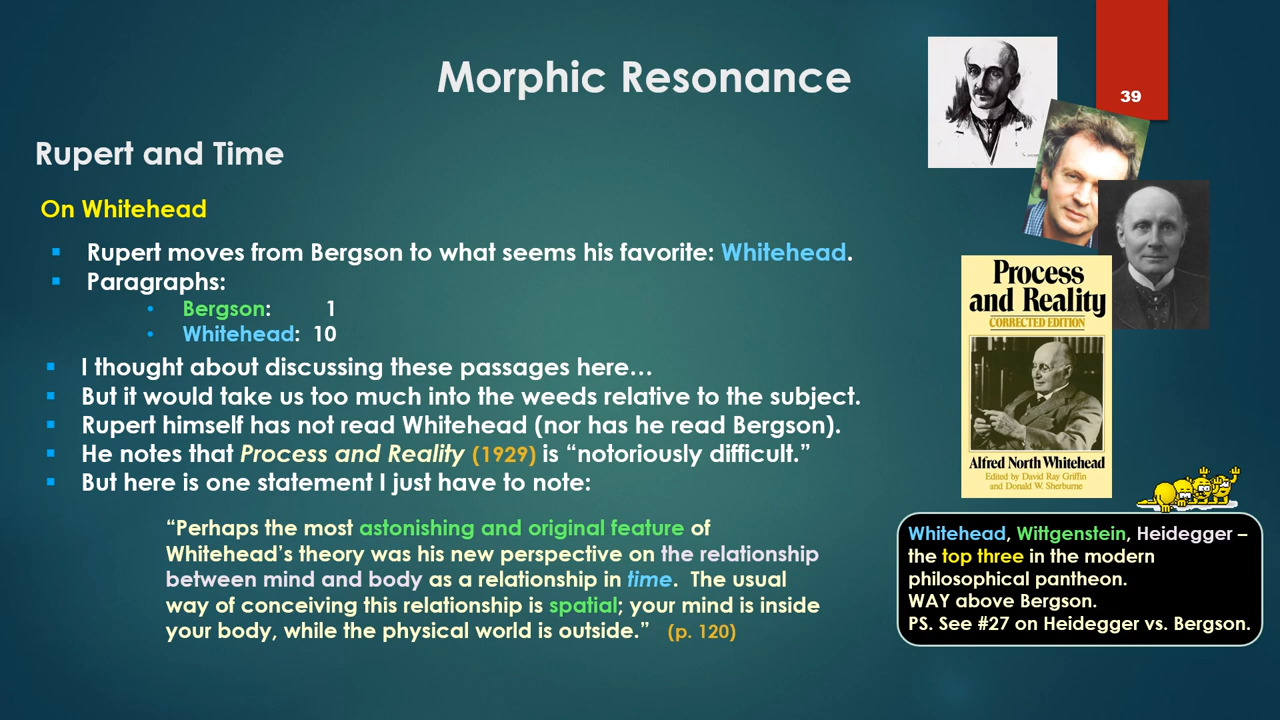 Morphic Resonance
39
Rupert and Time
On Whitehead
Rupert moves from Bergson to what seems his favorite: Whitehead.
Paragraphs:
Bergson: 1
Whitehead: 10
I thought about discussing these passages here…
But it would take us too much into the weeds relative to the subject.
Rupert himself has not read Whitehead (nor has he read Bergson).
He notes that Process and Reality (1929) is “notoriously difficult.”
But here is one statement I just have to note:
“Perhaps the most astonishing and original feature of
Whitehead’s theory was his new perspective on the relationship
between mind and body as a relationship in time. The usual
way of conceiving this relationship is spatial; your mind is inside
your body, while the physical world is outside.” (p. 120)
Process
and Reality
CORRECTED EDITION
Alfred North Whitehead
Edited by David Ray Griffin
and Donald W. Sherburne
Whitehead, Wittgenstein, Heidegger –
the top three in the modern
philosophical pantheon.
WAY above Bergson.
PS. See #27 on Heidegger vs. Bergson.